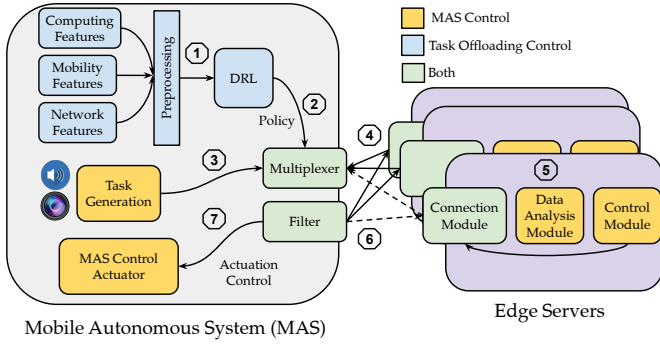 Computing
Features
Mobility
Features
Network
Features
Preprocessing
1
DRL
2
Policy
3
Multiplexer
Task
Generation
7
Filter
MAS Control
Actuator
Actuation
Control
Mobile Autonomous System (MAS)
MAS Control
Task Offloading Control
Both
4
5
Connection
Module
Data
Analysis
Module
Control
Module
6
Edge Servers